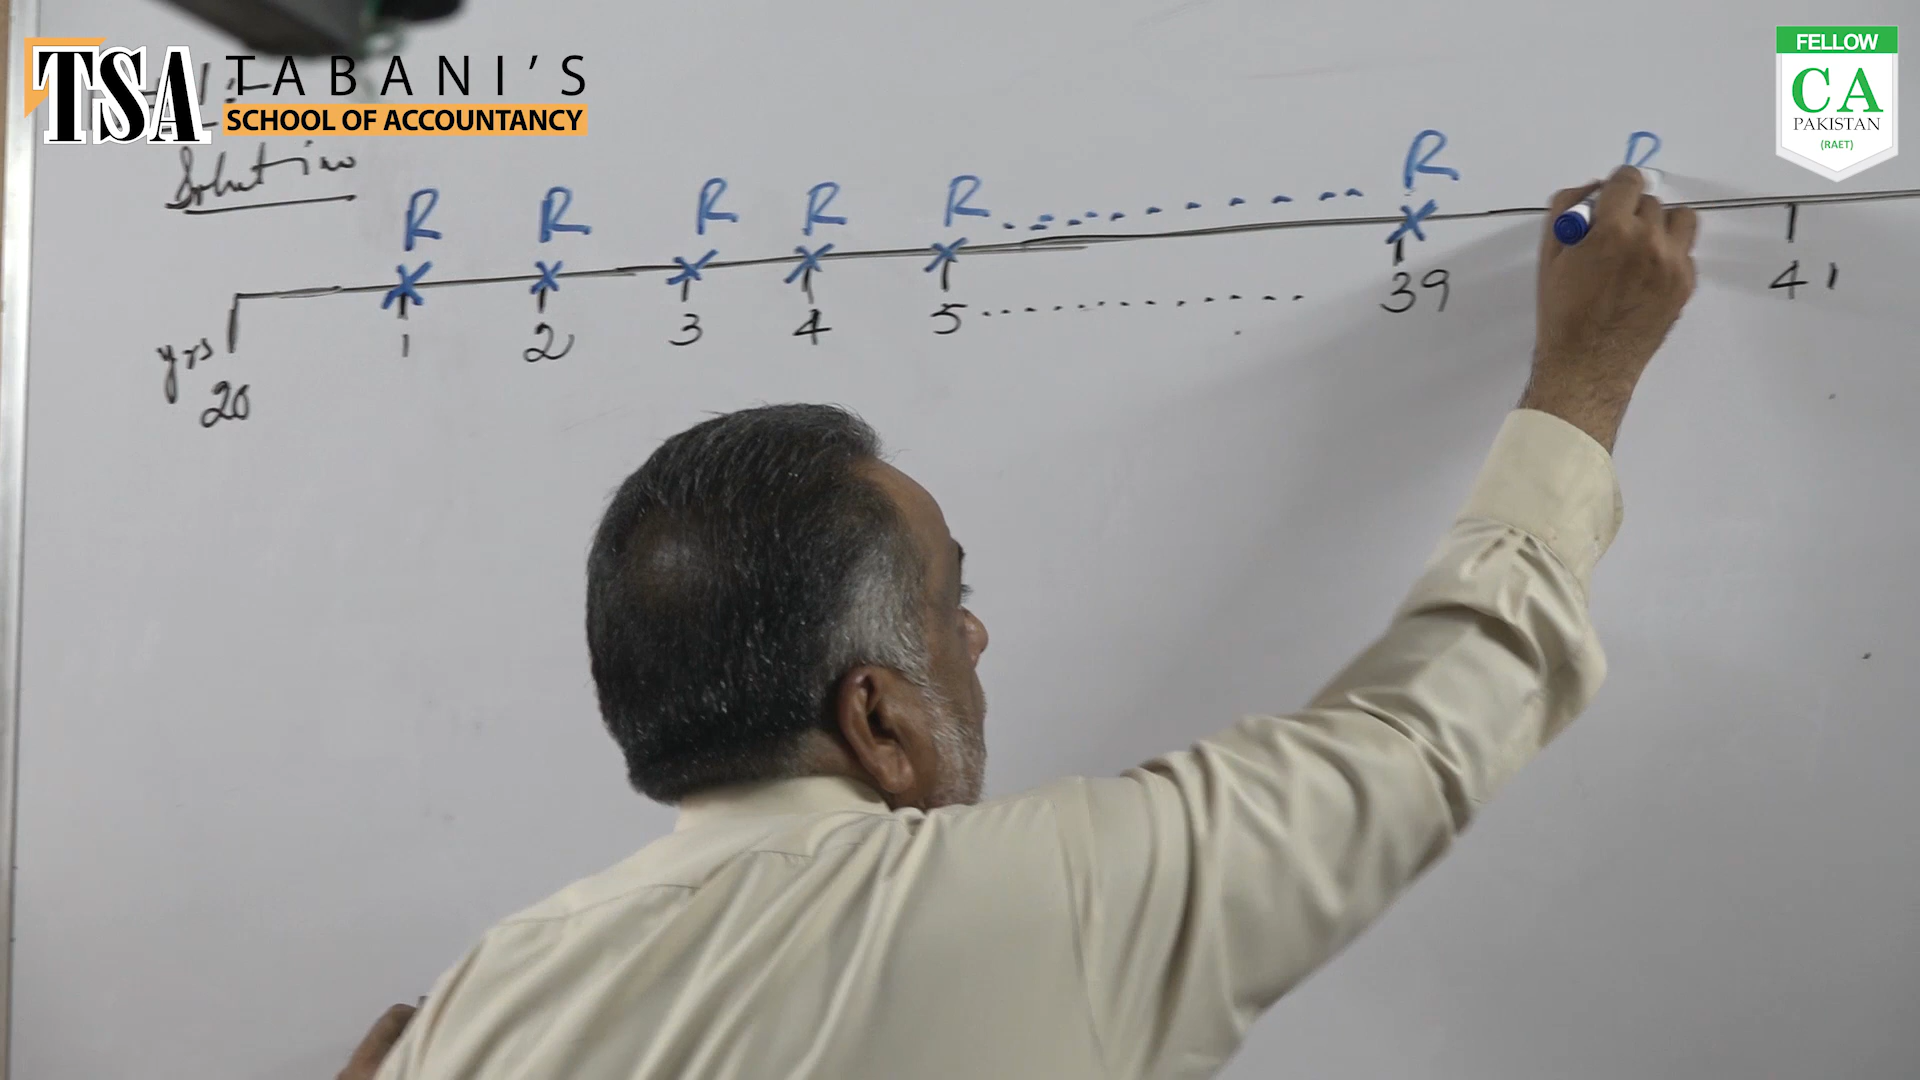 TSA TABANI'S
SCHOOL OF ACCOUNTANCY
FELLOW
CA
PAKISTAN
(RAET)
Solution
R R R R R ........... R R
yrs 1 2 3 4 5 ............ 39 41
20